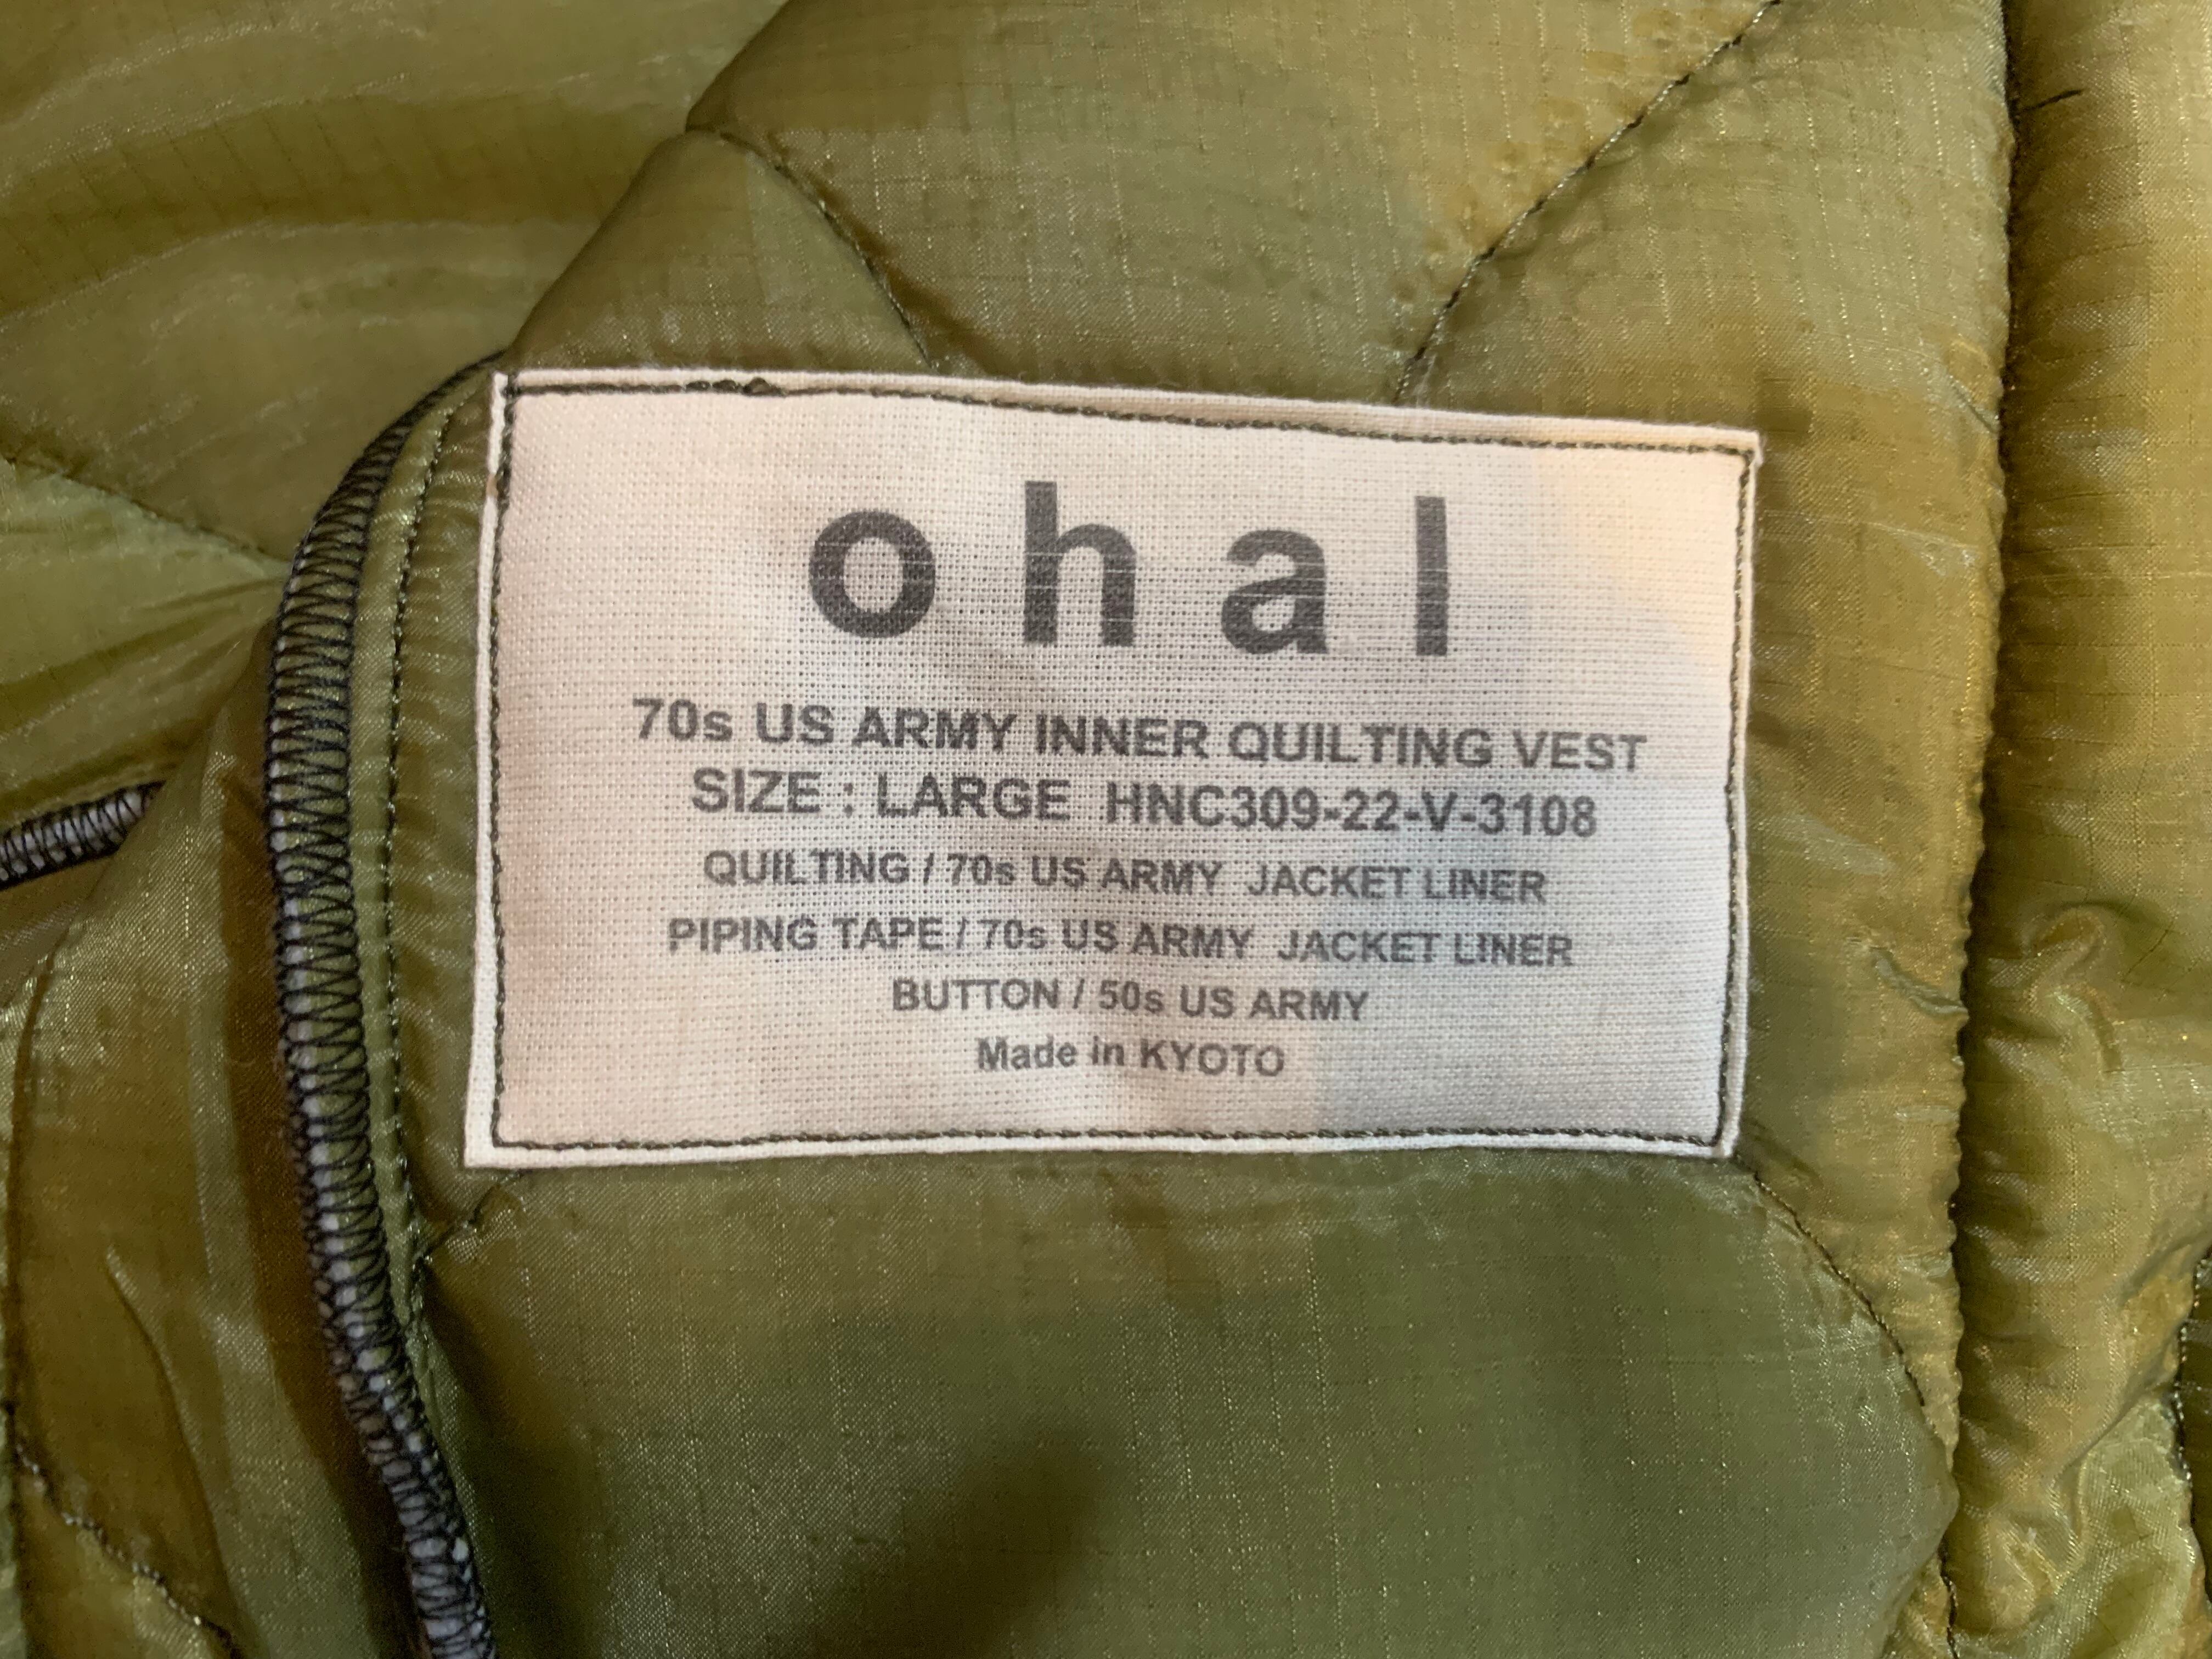 ohal
70s US ARMY INNER QUILTING VEST
SIZE : LARGE HNC309-22-V-3108
QUILTING / 70s US ARMY JACKET LINER
PIPING TAPE / 70s US ARMY JACKET LINER
BUTTON / 50s US ARMY
Made in KYOTO